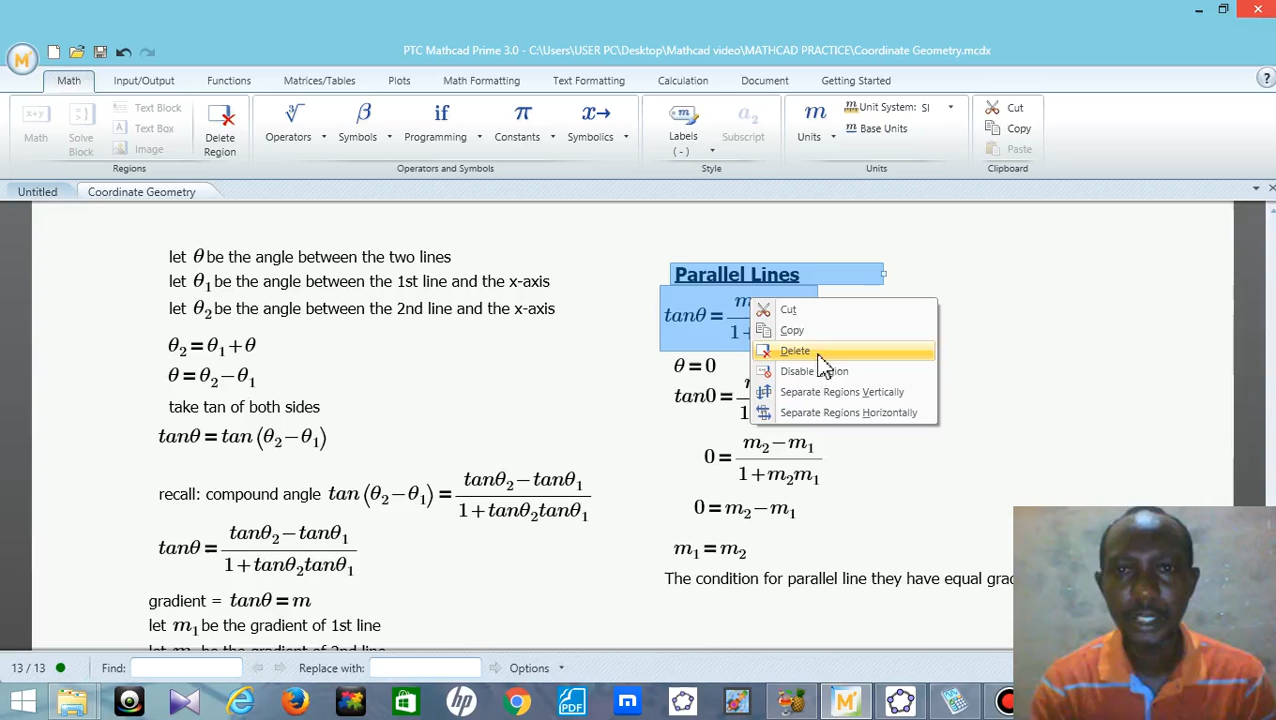 PTC Mathcad Prime 3.0 - C:\Users\USER PC\Desktop\Mathcad video\MATHCAD PRACTICE\Coordinate Geometry.mcdx
Math Input/Output Functions Matrices/Tables Plots Math Formatting Text Formatting Calculation Document Getting Started
Math
Solve Block
Text Block
Text Box
Image
Delete Region
Operators
Symbols
Programming
Constants
Symbolics
Labels
( - )
Subscript
Units
Unit System: SI
Base Units
Cut
Copy
Paste
Regions
Operators and Symbols
Style
Units
Clipboard
Untitled Coordinate Geometry
let θ be the angle between the two lines
let θ₁ be the angle between the 1st line and the x-axis
let θ₂ be the angle between the 2nd line and the x-axis
θ₂ = θ₁ + θ
θ = θ₂ − θ₁
take tan of both sides
tanθ = tan (θ₂ − θ₁)
recall: compound angle tan (θ₂ − θ₁) = (tanθ₂ − tanθ₁)/(1 + tanθ₂tanθ₁)
tanθ = (tanθ₂ − tanθ₁)/(1 + tanθ₂tanθ₁)
gradient = tanθ = m
let m₁ be the gradient of 1st line
Parallel Lines
tanθ =
θ = 0
tan0 =
0 = (m₂ − m₁)/(1 + m₂m₁)
0 = m₂ − m₁
m₁ = m₂
The condition for parallel line they have equal
Cut
Copy
Delete
Disable
Separate Regions Vertically
Separate Regions Horizontally
13 / 13 Find: Replace with: Options